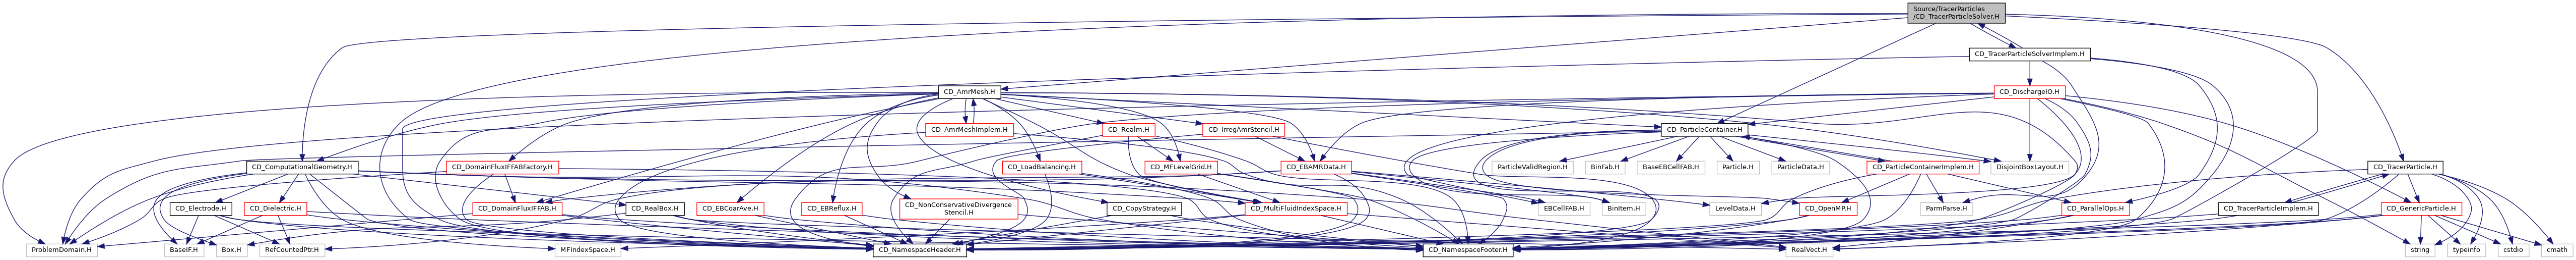 Source/TracerParticles
/CD_TracerParticleSolver.H
CD_TracerParticleSolverImplem.H
CD_AmrMesh.H
CD_DischargeIO.H
CD_AmrMeshImplem.H
CD_Realm.H
CD_IrregAmrStencil.H
CD_ParticleContainer.H
CD_ComputationalGeometry.H
CD_DomainFluxIFFABFactory.H
CD_LoadBalancing.H
CD_MFLevelGrid.H
CD_EBAMRData.H
ParticleValidRegion.H
BinFab.H
BaseEBCellFAB.H
Particle.H
ParticleData.H
CD_ParticleContainerImplem.H
DisjointBoxLayout.H
CD_TracerParticle.H
CD_Electrode.H
CD_Dielectric.H
CD_DomainFluxIFFAB.H
CD_RealBox.H
CD_EBCoarAve.H
CD_EBReflux.H
CD_NonConservativeDivergence
Stencil.H
CD_CopyStrategy.H
CD_MultiFluidIndexSpace.H
EBCellFAB.H
BinItem.H
LevelData.H
CD_OpenMP.H
ParmParse.H
CD_ParallelOps.H
CD_TracerParticleImplem.H
CD_GenericParticle.H
ProblemDomain.H
BaseIF.H
Box.H
RefCountedPtr.H
MFIndexSpace.H
CD_NamespaceHeader.H
CD_NamespaceFooter.H
RealVect.H
string
typeinfo
cstdio
cmath